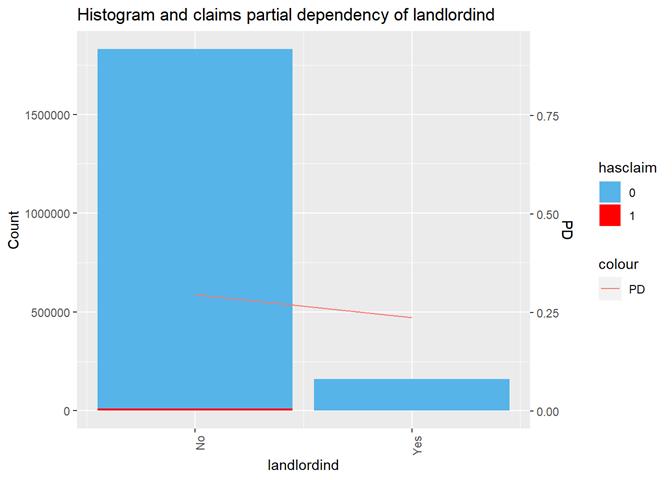 Histogram and claims partial dependency of landlordind
1500000
1000000
500000
0
Count
0.75
0.50
0.25
0.00
PD
No
Yes
landlordind
hasclaim
0
1
colour
PD